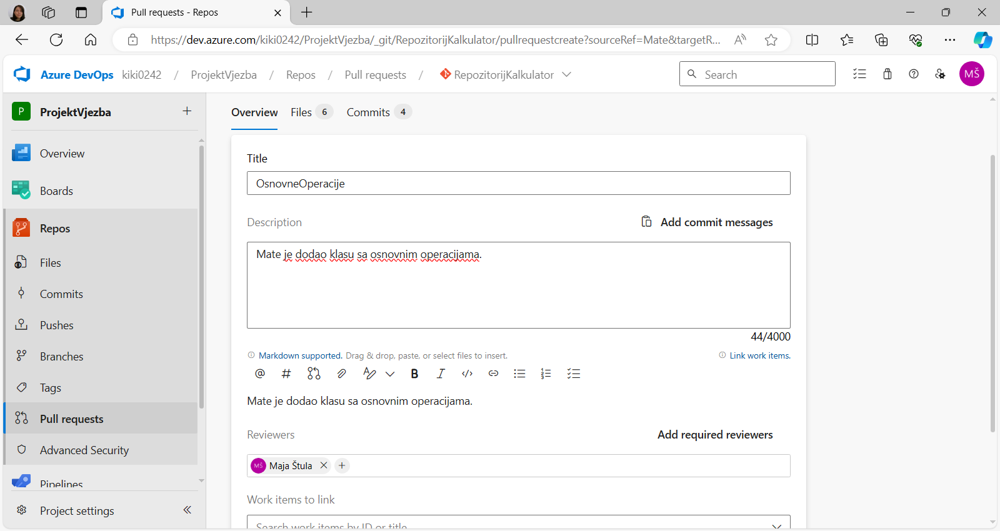 Pull requests - Repos
https://dev.azure.com/kiki0242/ProjektVjezba/_git/RepozitorijKalkulator/pullrequestcreate?sourceRef=Mate&targetR...
Azure DevOps kiki0242 / ProjektVjezba / Repos / Pull requests / RepozitorijKalkulator
Search
MŠ
P ProjektVjezba
Overview
Boards
Repos
Files
Commits
Pushes
Branches
Tags
Pull requests
Advanced Security
Pipelines
Project settings
Overview Files 6 Commits 4
Title
OsnovneOperacije
Description Add commit messages
Mate je dodao klasu sa osnovnim operacijama.
44/4000
Markdown supported. Drag & drop, paste, or select files to insert. Link work items.
Mate je dodao klasu sa osnovnim operacijama.
Reviewers Add required reviewers
MŠ Maja Štula
Work items to link
Search work items by ID or title